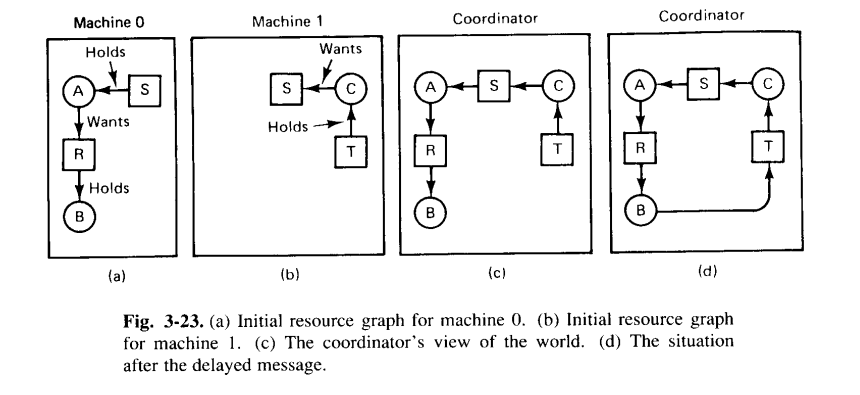 Machine 0
Machine 1
Coordinator
Coordinator
Holds
A
S
Wants
R
Holds
B
Wants
S
C
Holds
T
A
S
C
R
T
B
A
S
C
R
T
B
(a)
(b)
(c)
(d)
Fig. 3-23. (a) Initial resource graph for machine 0. (b) Initial resource graph
for machine 1. (c) The coordinator's view of the world. (d) The situation
after the delayed message.